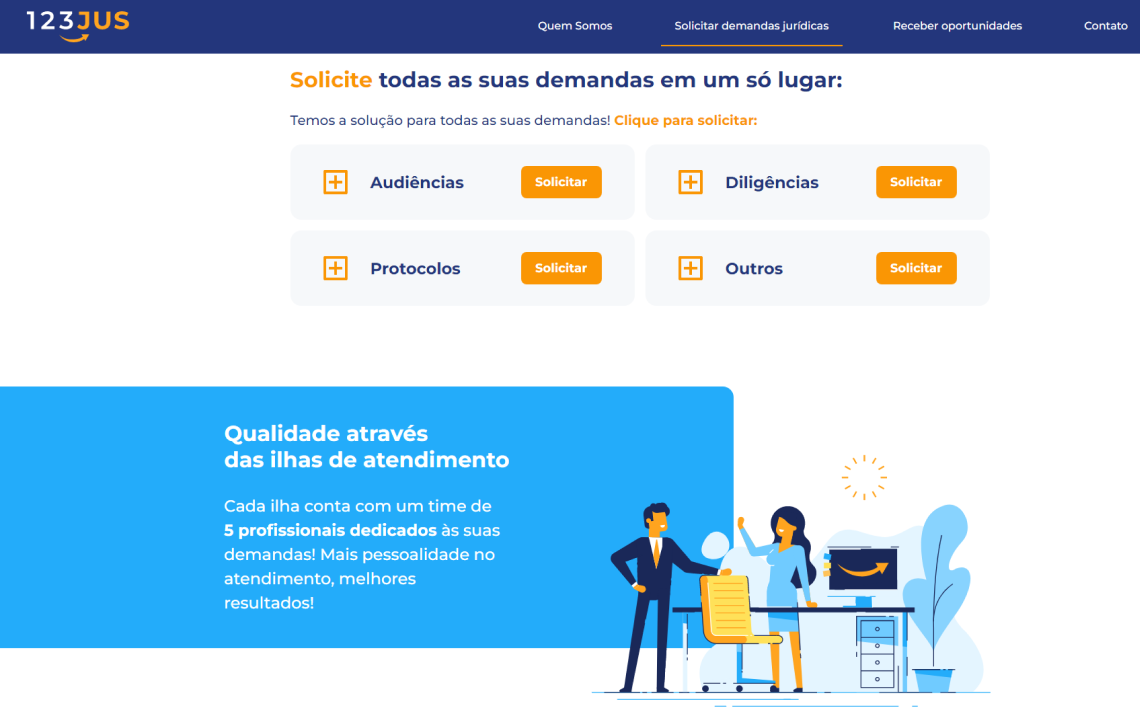 123JUS
Quem Somos
Solicitar demandas jurídicas
Receber oportunidades
Contato
Solicite todas as suas demandas em um só lugar:
Temos a solução para todas as suas demandas! Clique para solicitar:
Audiências
Solicitar
Diligências
Solicitar
Protocolos
Solicitar
Outros
Solicitar
Qualidade através
das ilhas de atendimento
Cada ilha conta com um time de
5 profissionais dedicados às suas
demandas! Mais pessoalidade no
atendimento, melhores
resultados!